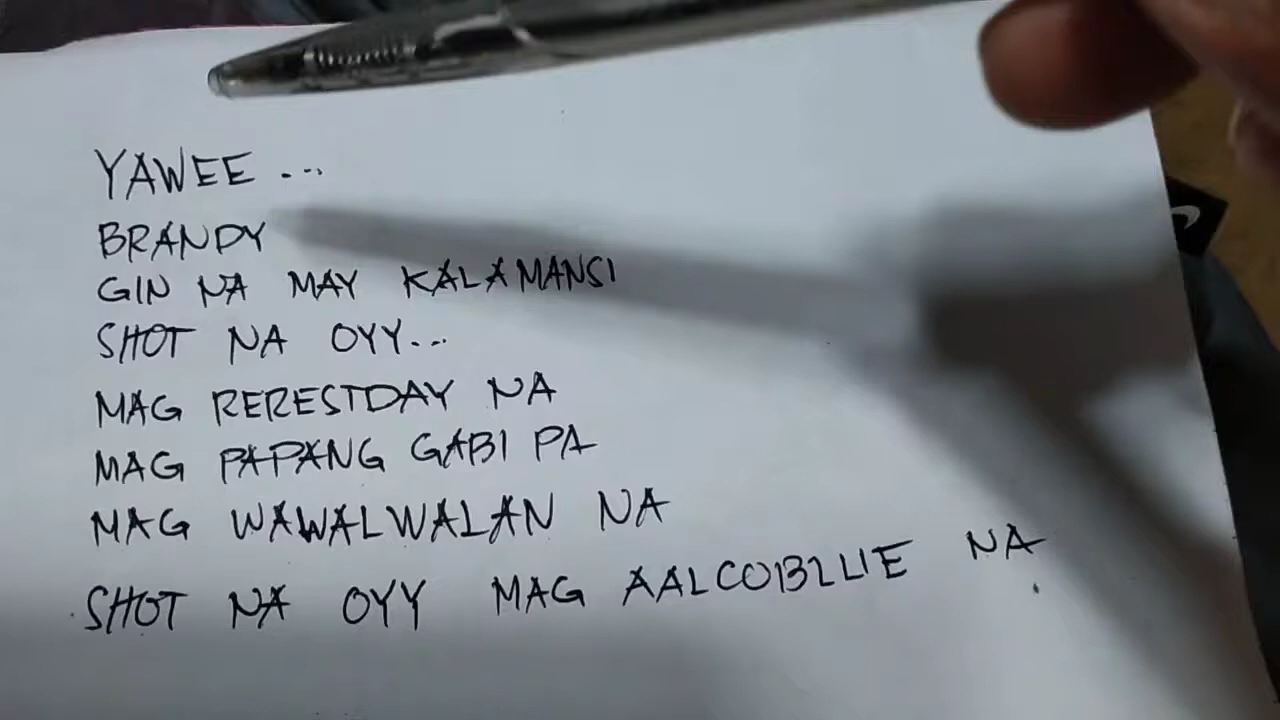 YAWEE ...
BRANDY
GIN NA MAY KALAMANSI
SHOT NA OYY...
MAG RERESTDAY NA
MAG PAPANG GABI PA
MAG WAWALWALAN NA
SHOT NA OYY MAG NA